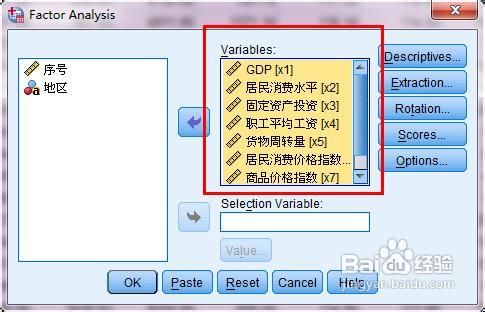 Factor Analysis
序号
地区
Variables:
GDP [x1]
居民消费水平 [x2]
固定资产投资 [x3]
职工平均工资 [x4]
货物周转量 [x5]
居民消费价格指数...
商品价格指数 [x7]
Descriptives...
Extraction...
Rotation...
Scores...
Options...
Selection Variable:
Value...
OK
Paste
Reset
Cancel
Help
Baidu 经验
jingyan.baidu.com